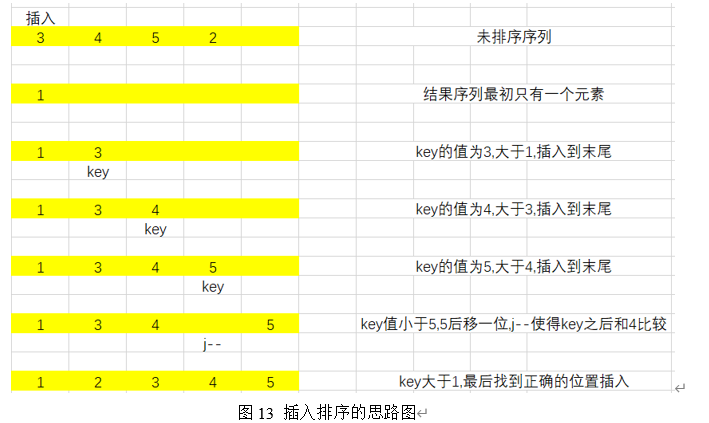 插入
3 4 5 2 未排序序列
1 结果序列最初只有一个元素
1 3 key的值为3,大于1,插入到末尾
key
1 3 4 key的值为4,大于3,插入到末尾
key
1 3 4 5 key的值为5,大于4,插入到末尾
key
1 3 4 5 key值小于5,5后移一位,j--使得key之后和4比较
j--
1 2 3 4 5 key大于1,最后找到正确的位置插入
图 13 插入排序的思路图